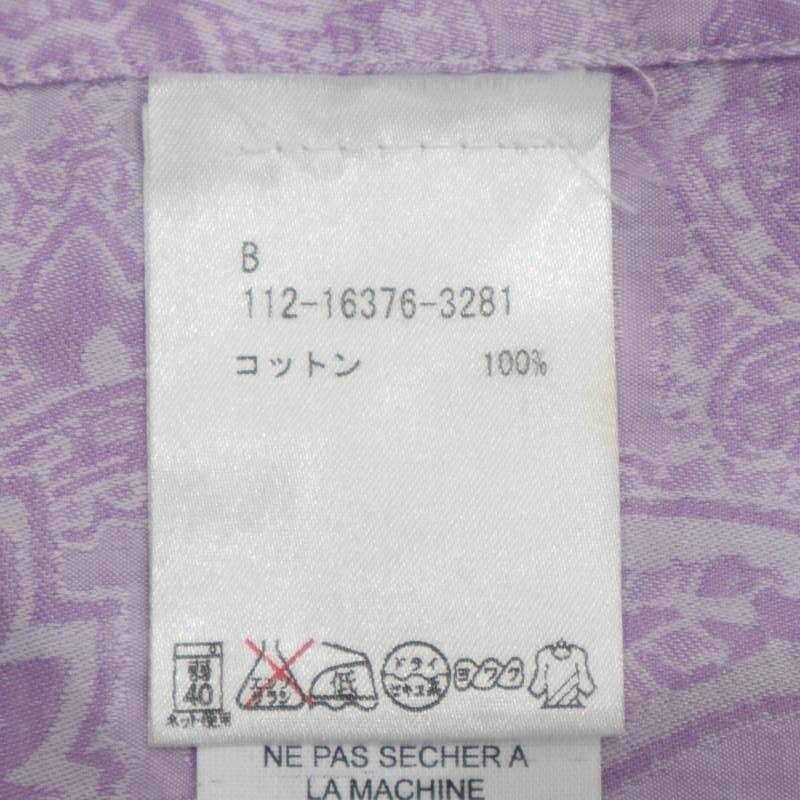 B
112-16376-3281
コットン 100%
弱
40
ネット使用
エンソ
サラシ
低
ドライ
セキユ系
ヨワク
NE PAS SECHER A
LA MACHINE